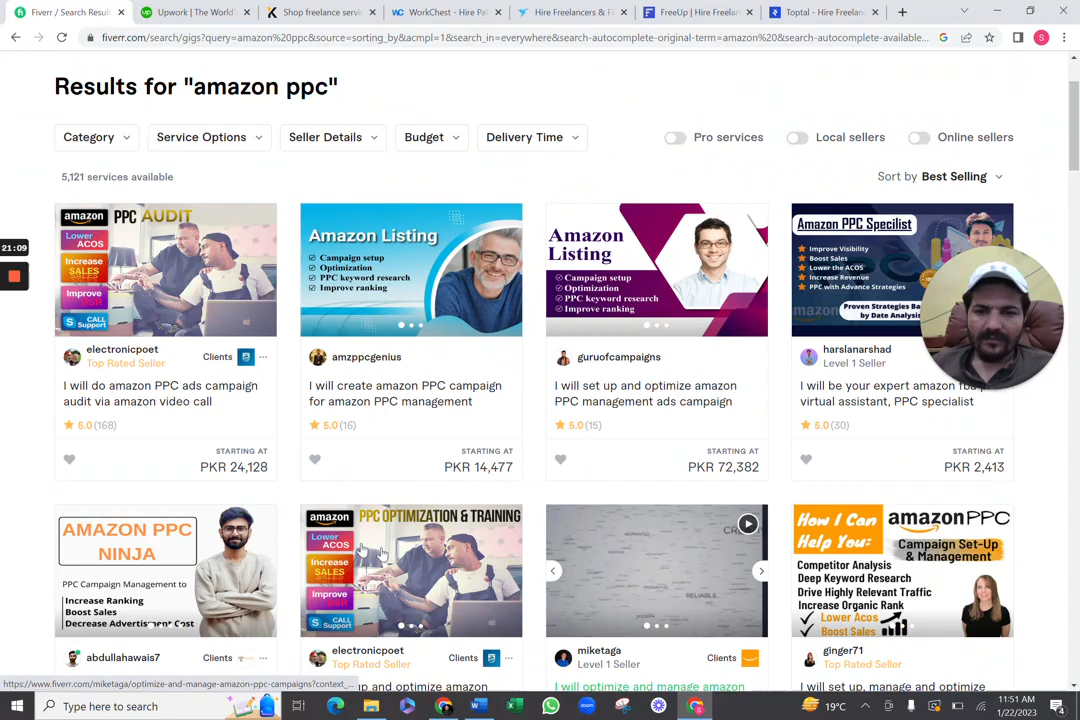 Fiverr / Search Resul
Upwork | The World'
Shop freelance servi
WorkChest - Hire Pa
Hire Freelancers & F
FreeUp | Hire Freelan
Toptal - Hire Freelan
fiverr.com/search/gigs?query=amazon%20ppc&source=sorting_by&acmpl=1&search_in=everywhere&search-autocomplete-original-term=amazon%20&search-autocomplete-available...
S
Results for "amazon ppc"
Category
Service Options
Seller Details
Budget
Delivery Time
Pro services
Local sellers
Online sellers
5,121 services available
Sort by Best Selling
21:09
amazon PPC AUDIT
Lower ACOS
Increase SALES
Improve
CALL Support
Amazon Listing
Campaign setup
Optimization
PPC keyword research
Improve ranking
Amazon Listing
Campaign setup
Optimization
PPC keyword research
Improve ranking
Amazon PPC Specilist
Improve Visibility
Boost Sales
Lower the ACOS
Increase Revenue
PPC with Advance Strategies
Proven Strategies Ba
by Date Analysis
electronicpoet
Top Rated Seller
Clients
I will do amazon PPC ads campaign
audit via amazon video call
5.0 (168)
STARTING AT
PKR 24,128
amzppcgenius
I will create amazon PPC campaign
for amazon PPC management
5.0 (16)
STARTING AT
PKR 14,477
guruofcampaigns
I will set up and optimize amazon
PPC management ads campaign
5.0 (15)
STARTING AT
PKR 72,382
harslanarshad
Level 1 Seller
I will be your expert amazon fba
virtual assistant, PPC specialist
5.0 (30)
STARTING AT
PKR 2,413
AMAZON PPC
NINJA
PPC Campaign Management to
Increase Ranking
Boost Sales
Decrease Advertisment Cost
amazon PPC OPTIMIZATION & TRAINING
Lower ACOS
Increase SALES
Improve
CALL Support
RELIABLE
How I Can
Help You:
amazon PPC
Campaign Set-Up
& Management
Competitor Analysis
Deep Keyword Research
Drive Highly Relevant Traffic
Increase Organic Rank
Lower Acos
Boost Sales
abdullahawais7
Clients
electronicpoet
Top Rated Seller
Clients
up and optimize amazon
miketaga
Level 1 Seller
Clients
I will optimize and manage amazon
ginger71
Top Rated Seller
I will set up, manage and optimize
https://www.fiverr.com/miketaga/optimize-and-manage-amazon-ppc-campaigns?context_...
Type here to search
zoom
19°C
11:51 AM
1/22/2023
4